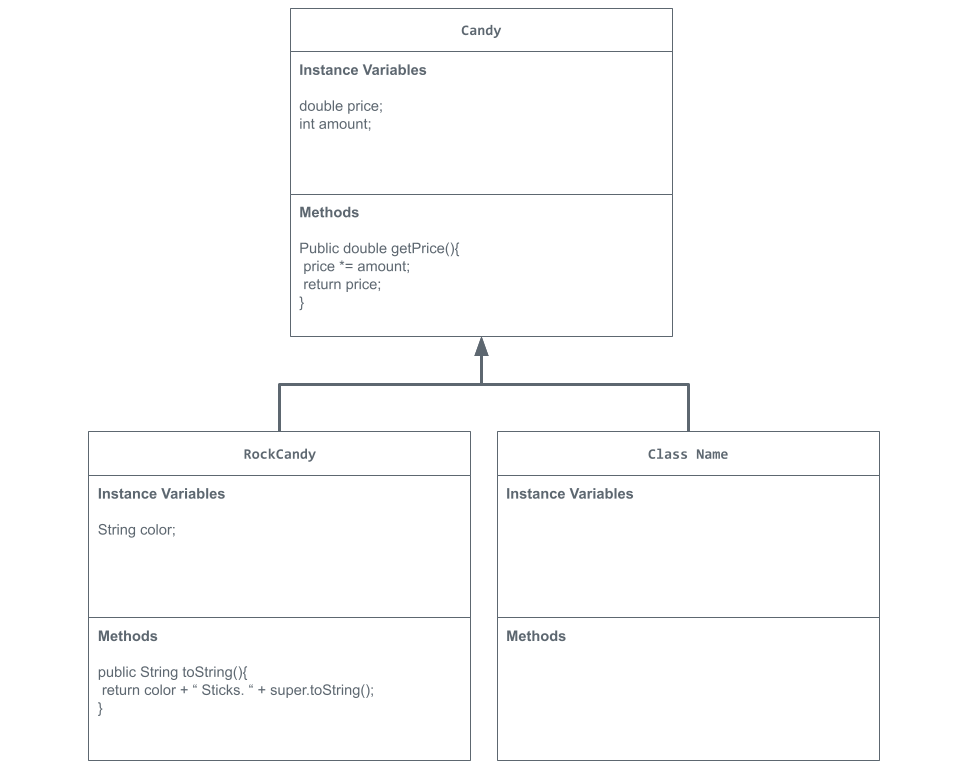 Candy
Instance Variables
double price;
int amount;
Methods
Public double getPrice(){
price *= amount;
return price;
}
RockCandy
Instance Variables
String color;
Methods
public String toString(){
return color + “ Sticks. “ + super.toString();
}
Class Name
Instance Variables
Methods